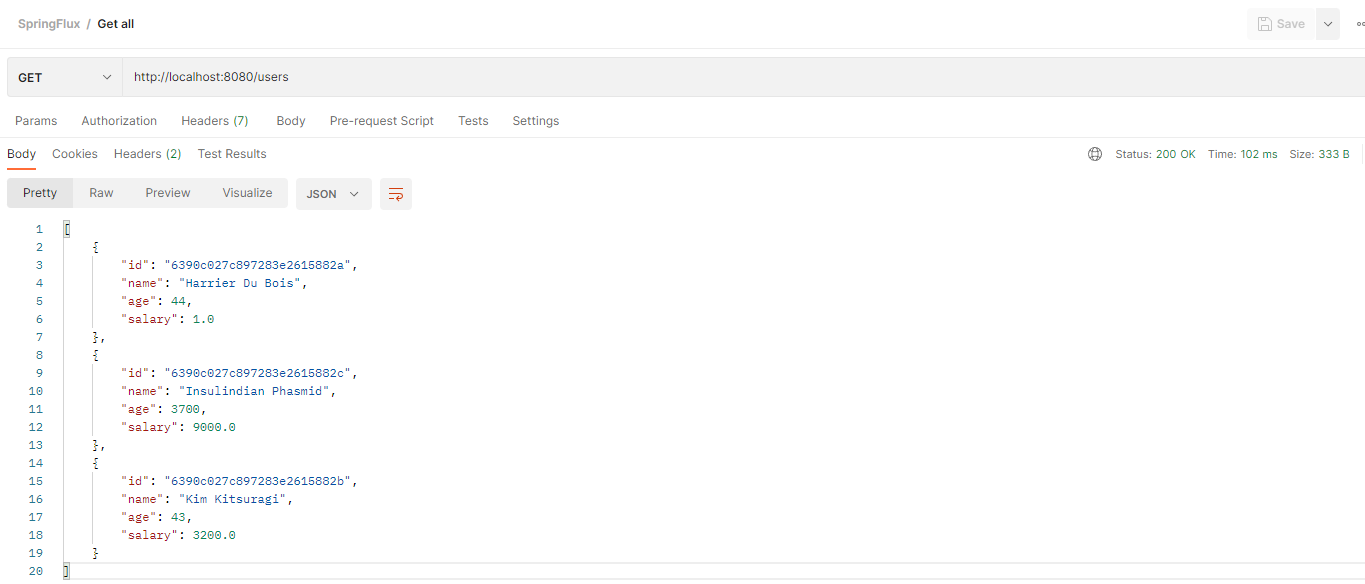 SpringFlux / Get all
Save
GET http://localhost:8080/users
Params Authorization Headers (7) Body Pre-request Script Tests Settings
Body Cookies Headers (2) Test Results Status: 200 OK Time: 102 ms Size: 333 B
Pretty Raw Preview Visualize JSON
1 [
2 {
3 "id": "6390c027c897283e2615882a",
4 "name": "Harrier Du Bois",
5 "age": 44,
6 "salary": 1.0
7 },
8 {
9 "id": "6390c027c897283e2615882c",
10 "name": "Insulindian Phasmid",
11 "age": 3700,
12 "salary": 9000.0
13 },
14 {
15 "id": "6390c027c897283e2615882b",
16 "name": "Kim Kitsuragi",
17 "age": 43,
18 "salary": 3200.0
19 }
20 ]